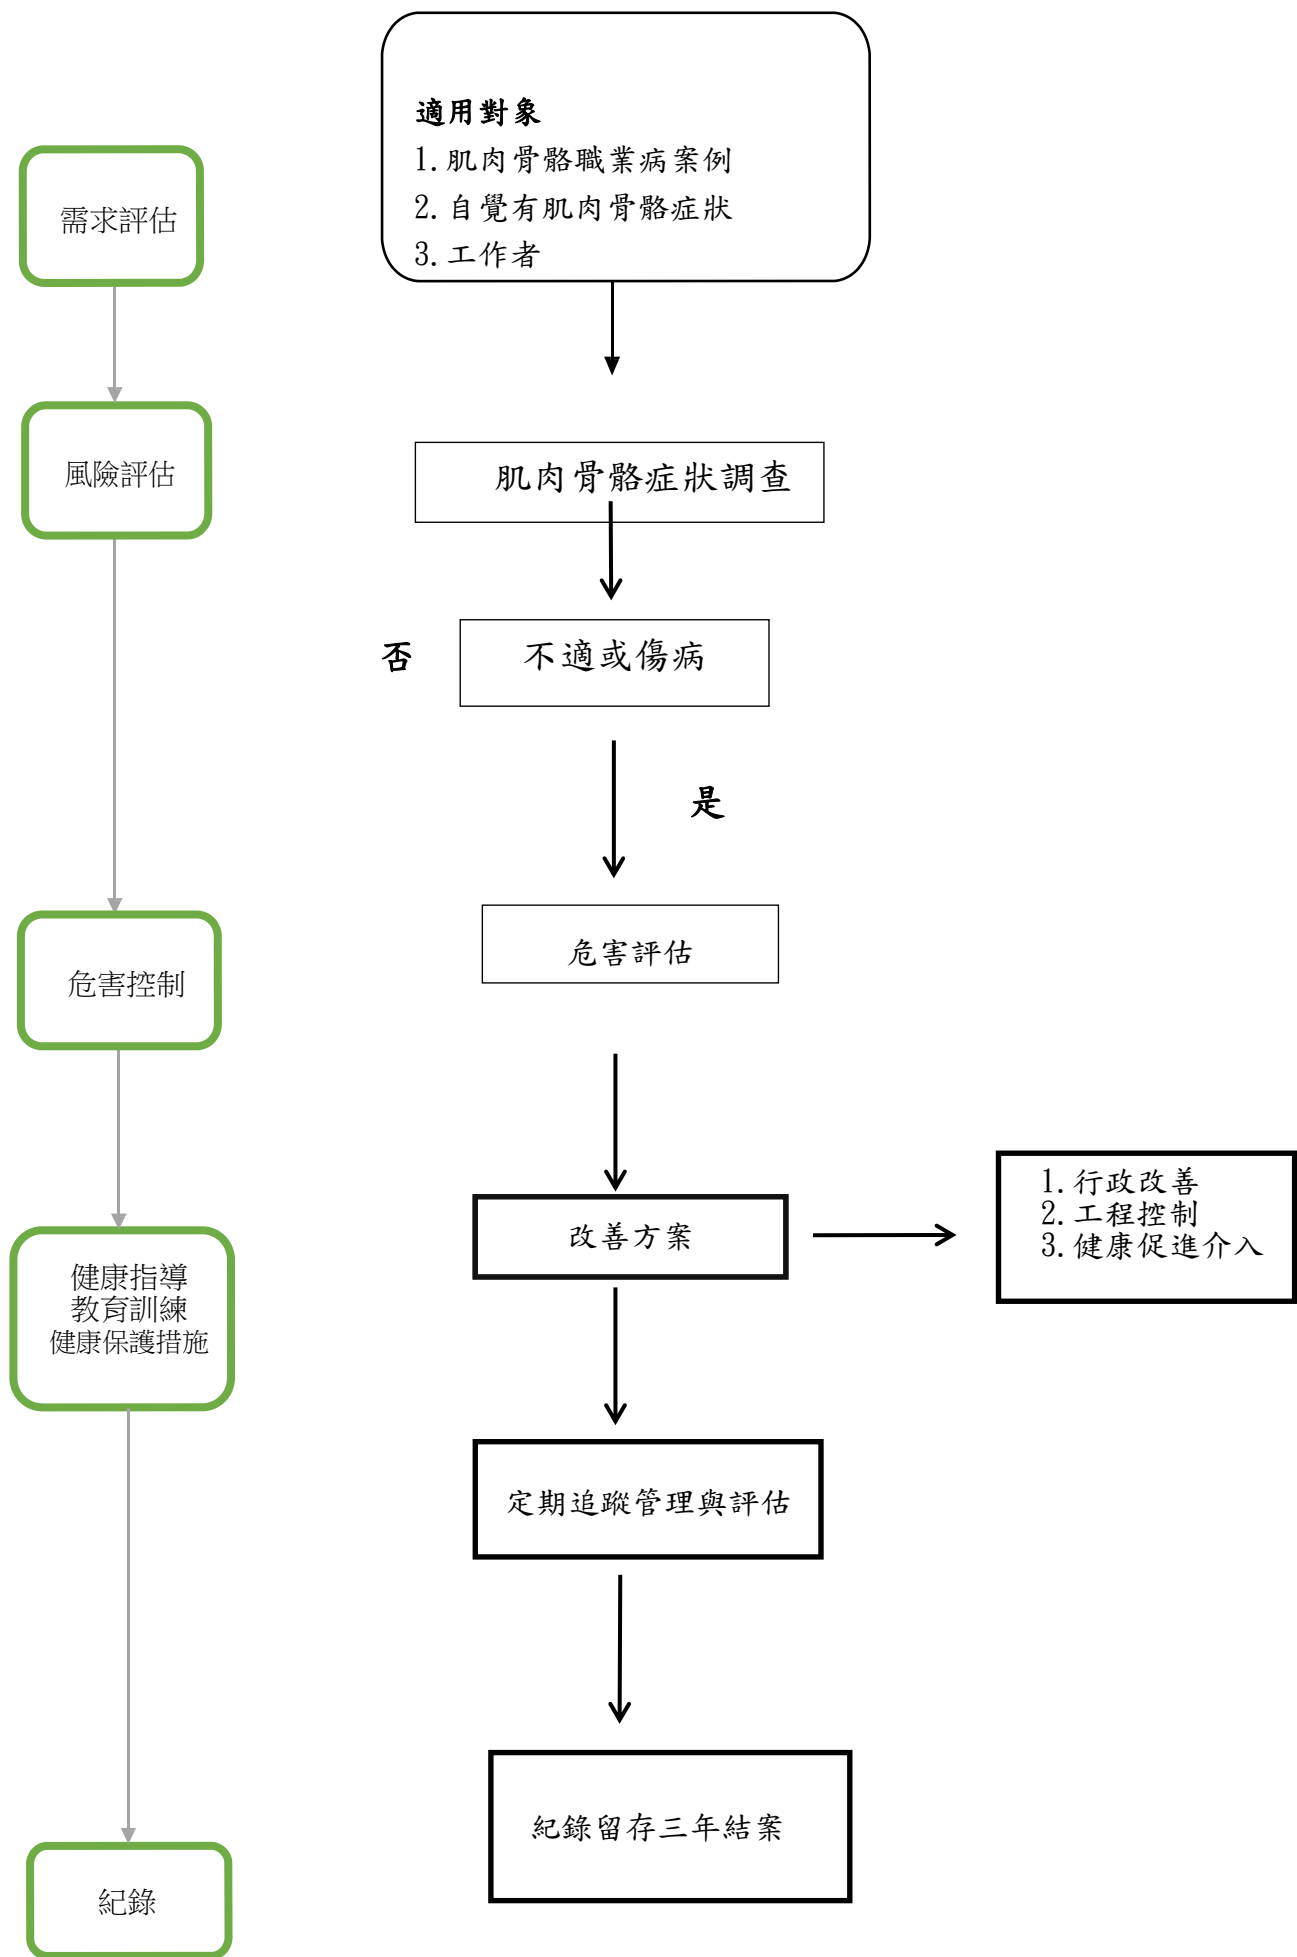 適用對象
1.肌肉骨骼職業病案例
2.自覺有肌肉骨骼症狀
3.工作者
需求評估
風險評估
肌肉骨骼症狀調查
否
不適或傷病
是
危害控制
危害評估
健康指導
教育訓練
健康保護措施
改善方案
1.行政改善
2.工程控制
3.健康促進介入
定期追蹤管理與評估
紀錄留存三年結案
紀錄